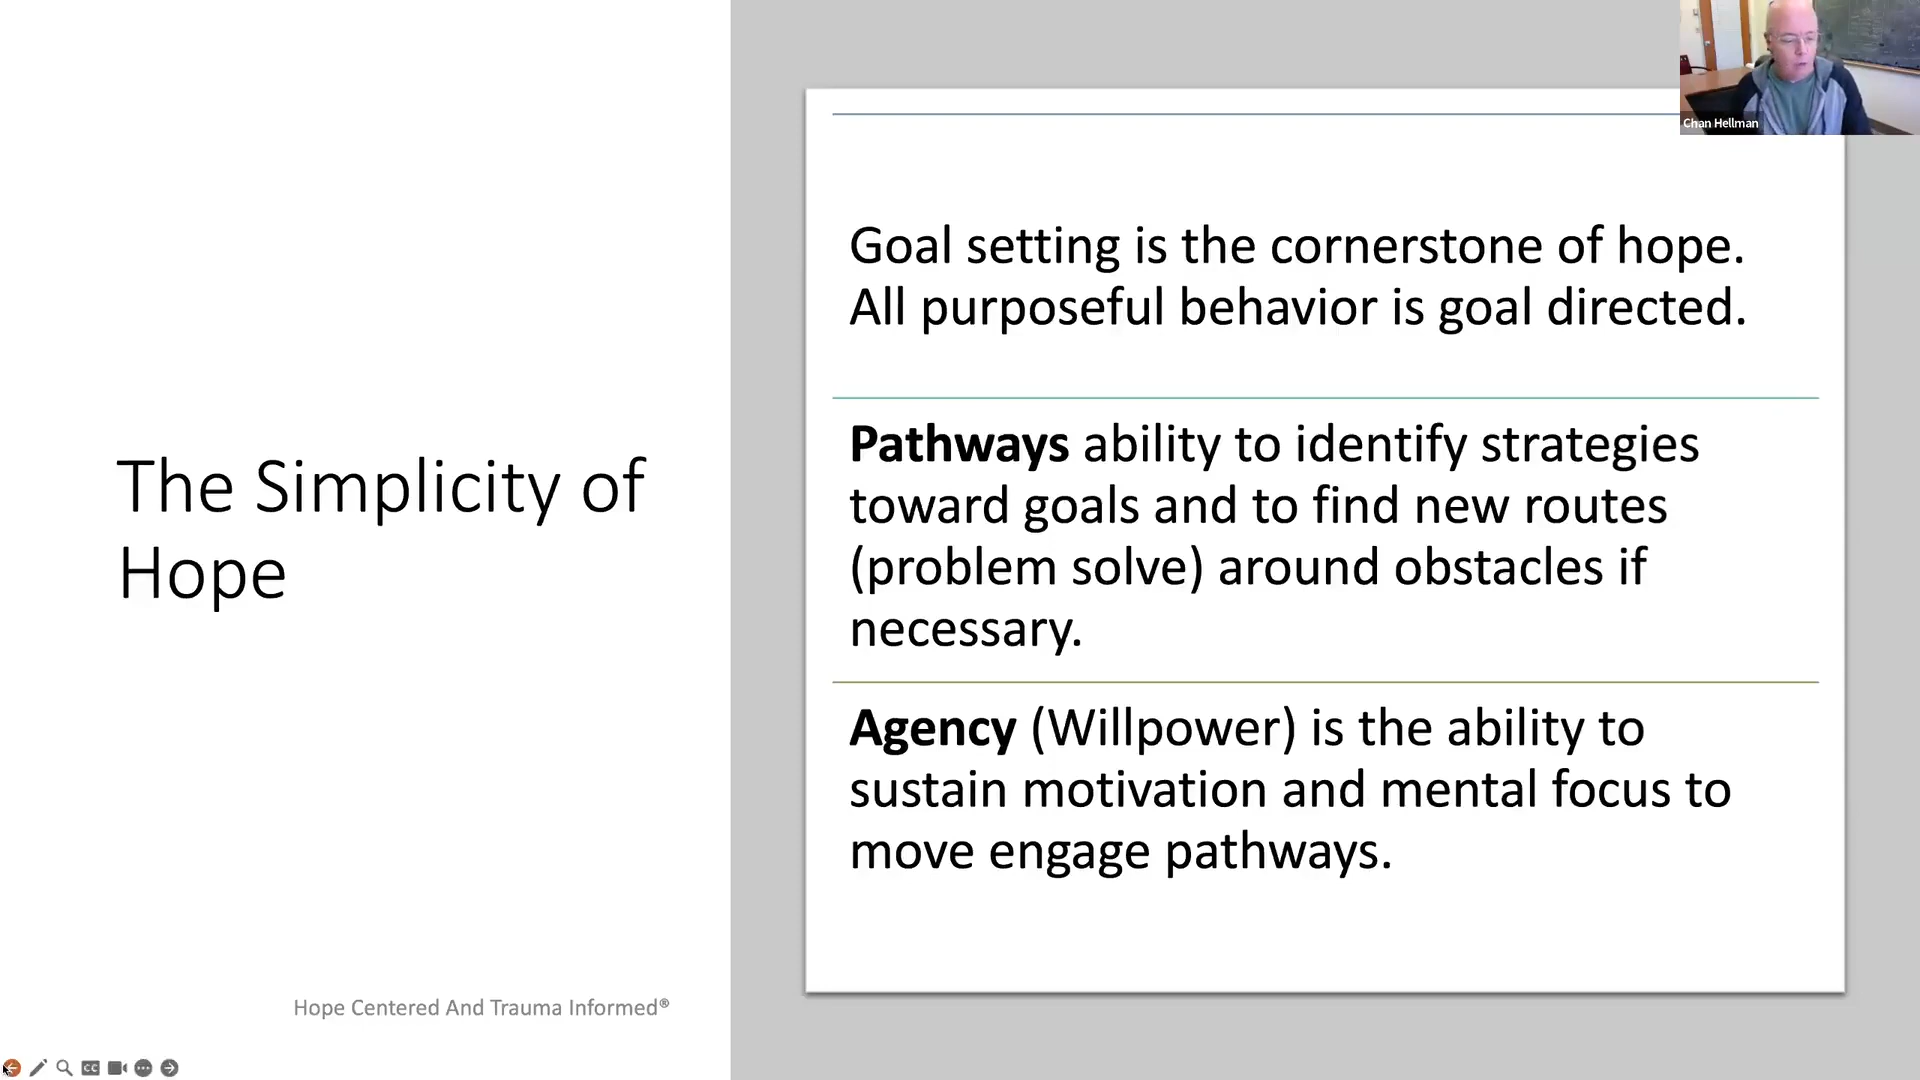 The Simplicity of
Hope
Goal setting is the cornerstone of hope.
All purposeful behavior is goal directed.
Pathways ability to identify strategies
toward goals and to find new routes
(problem solve) around obstacles if
necessary.
Agency (Willpower) is the ability to
sustain motivation and mental focus to
move engage pathways.
Hope Centered And Trauma Informed®
Chan Hellman
CC